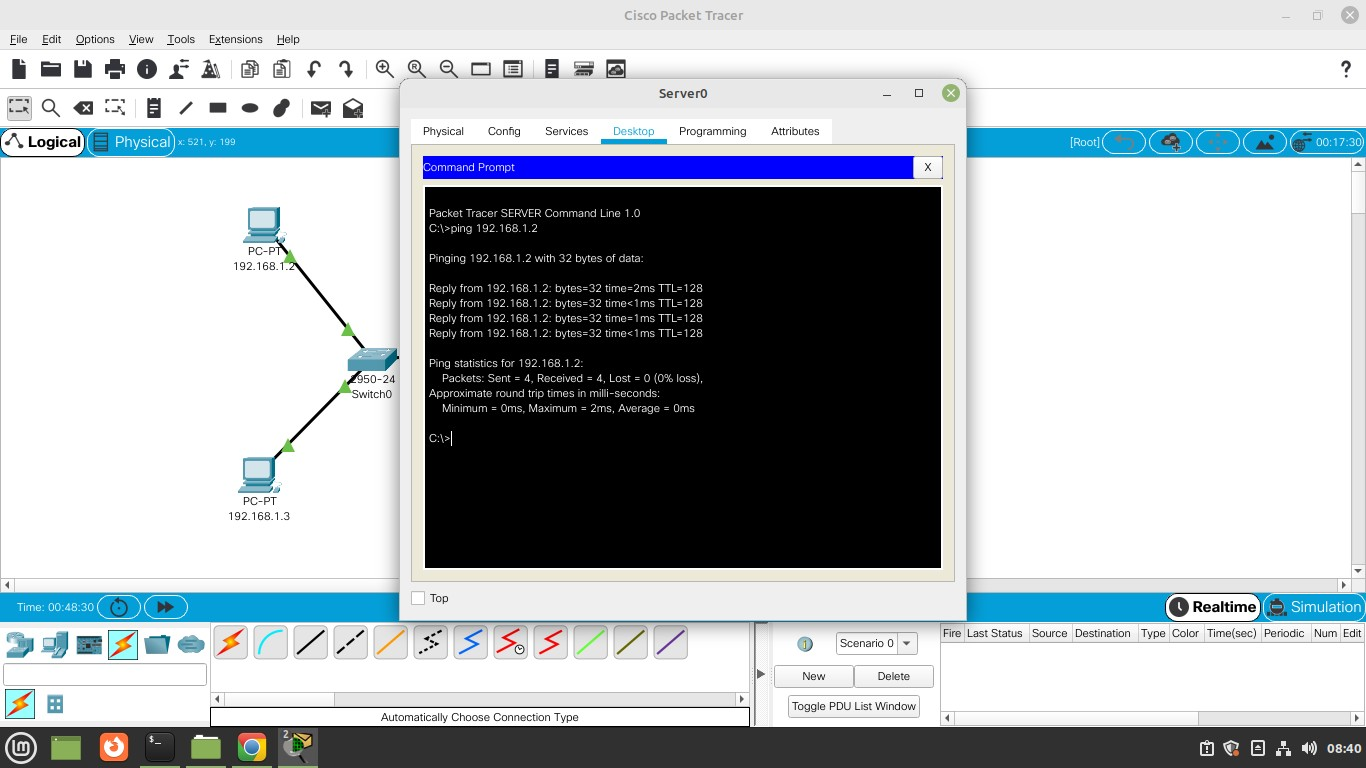 Cisco Packet Tracer
File Edit Options View Tools Extensions Help
Server0
Physical Config Services Desktop Programming Attributes
Logical Physical x: 521, y: 199
[Root] 00:17:30
Command Prompt X
Packet Tracer SERVER Command Line 1.0
C:\>ping 192.168.1.2
Pinging 192.168.1.2 with 32 bytes of data:
Reply from 192.168.1.2: bytes=32 time=2ms TTL=128
Reply from 192.168.1.2: bytes=32 time<1ms TTL=128
Reply from 192.168.1.2: bytes=32 time=1ms TTL=128
Reply from 192.168.1.2: bytes=32 time<1ms TTL=128
Ping statistics for 192.168.1.2:
Packets: Sent = 4, Received = 4, Lost = 0 (0% loss),
Approximate round trip times in milli-seconds:
Minimum = 0ms, Maximum = 2ms, Average = 0ms
C:\>
PC-PT
192.168.1.2
2950-24
Switch0
PC-PT
192.168.1.3
Top
Time: 00:48:30
Realtime Simulation
Scenario 0
New Delete
Toggle PDU List Window
Fire Last Status Source Destination Type Color Time(sec) Periodic Num Edit
Automatically Choose Connection Type
2
08:40